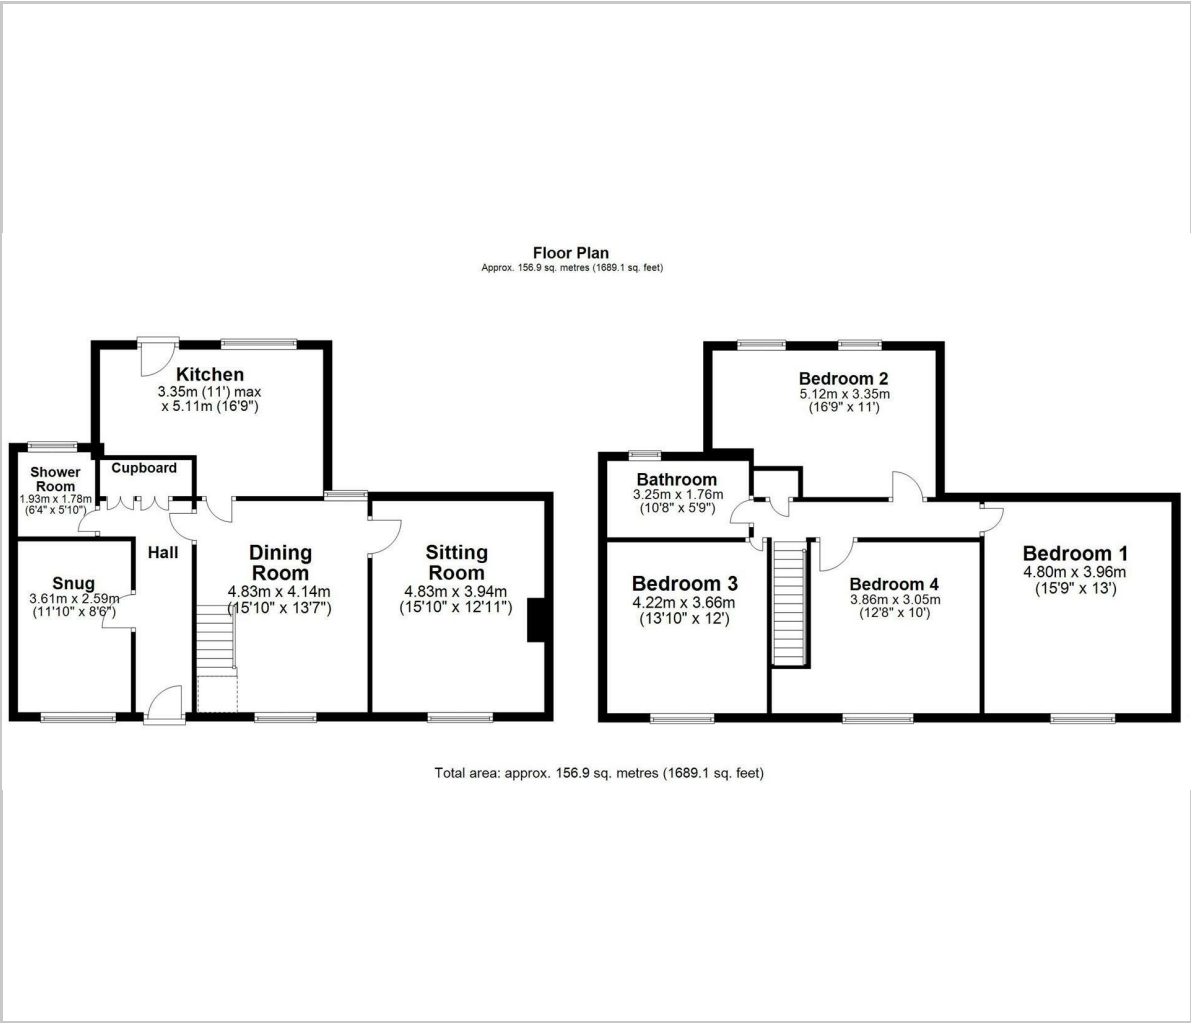 Floor Plan
Approx. 156.9 sq. metres (1689.1 sq. feet)
Kitchen
3.35m (11') max
x 5.11m (16'9")
Cupboard
Shower
Room
1.93m x 1.78m
(6'4" x 5'10")
Hall
Snug
3.61m x 2.59m
(11'10" x 8'6")
Dining
Room
4.83m x 4.14m
(15'10" x 13'7")
Sitting
Room
4.83m x 3.94m
(15'10" x 12'11")
Bedroom 2
5.12m x 3.35m
(16'9" x 11')
Bathroom
3.25m x 1.76m
(10'8" x 5'9")
Bedroom 3
4.22m x 3.66m
(13'10" x 12')
Bedroom 4
3.86m x 3.05m
(12'8" x 10')
Bedroom 1
4.80m x 3.96m
(15'9" x 13')
Total area: approx. 156.9 sq. metres (1689.1 sq. feet)